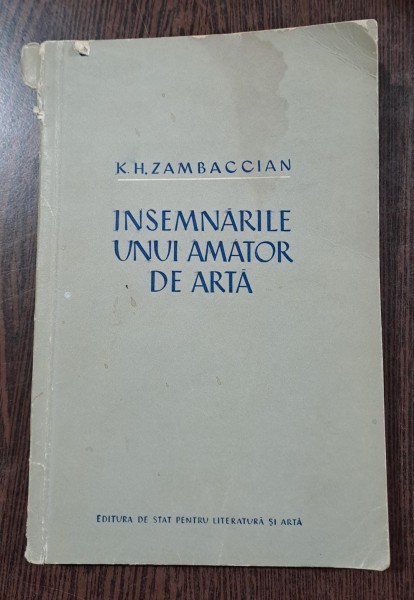 K. H. ZAMBACCIAN
INSEMNĂRILE
UNUI AMATOR
DE ARTĂ
EDITURA DE STAT PENTRU LITERATURĂ ȘI ARTĂ